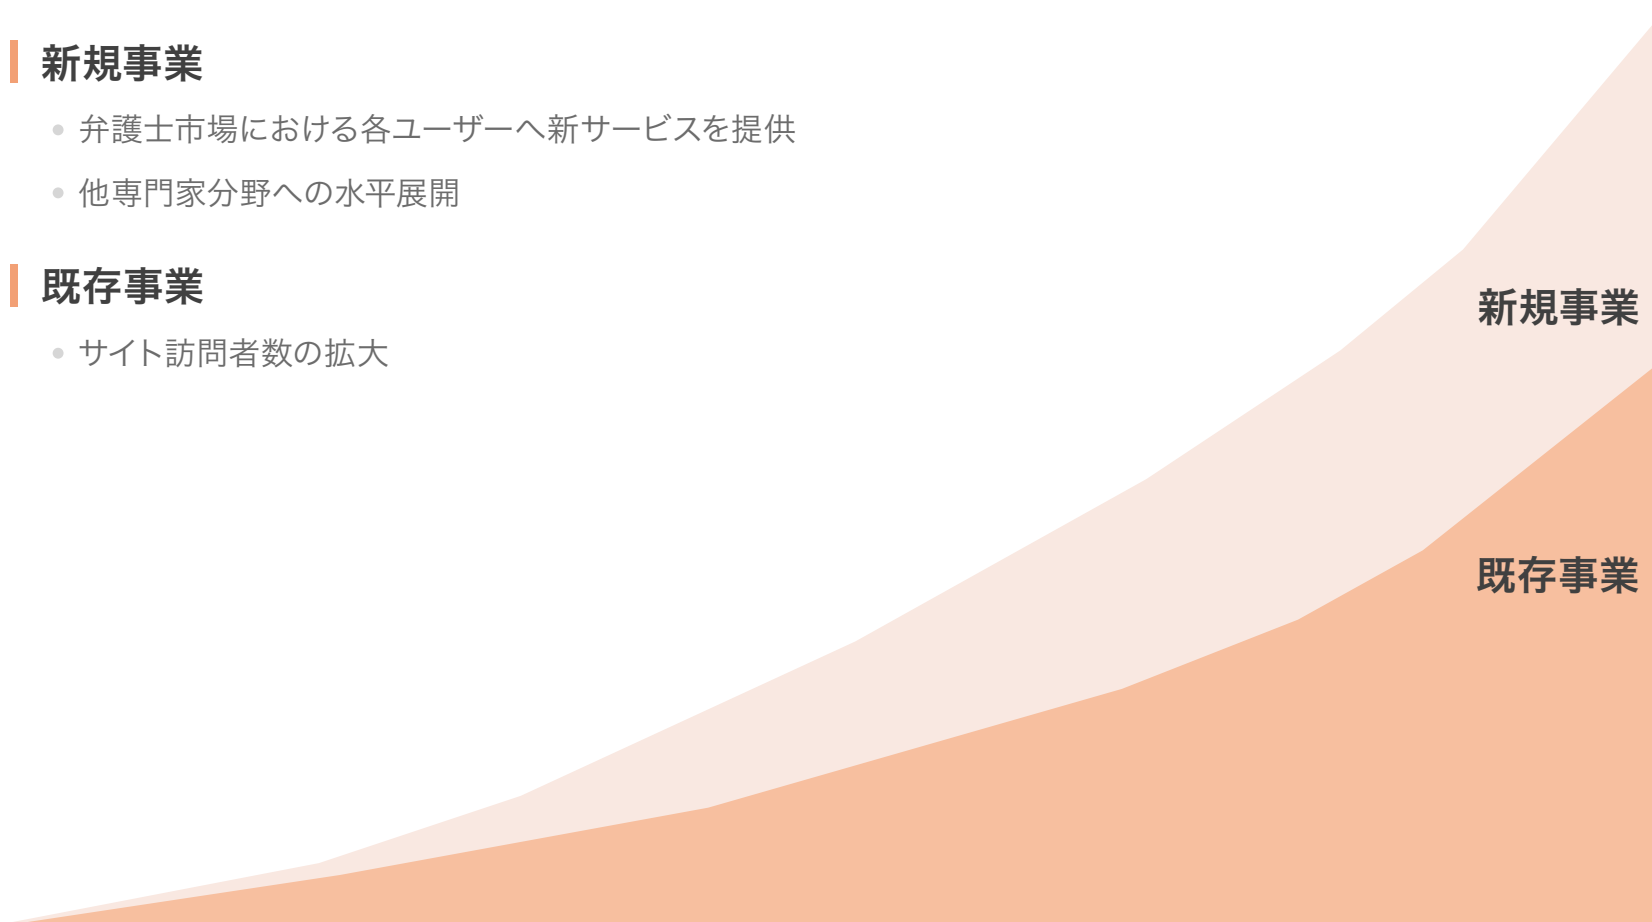 新規事業
弁護士市場における各ユーザーへ新サービスを提供
他専門家分野への水平展開
既存事業
サイト訪問者数の拡大
新規事業
既存事業